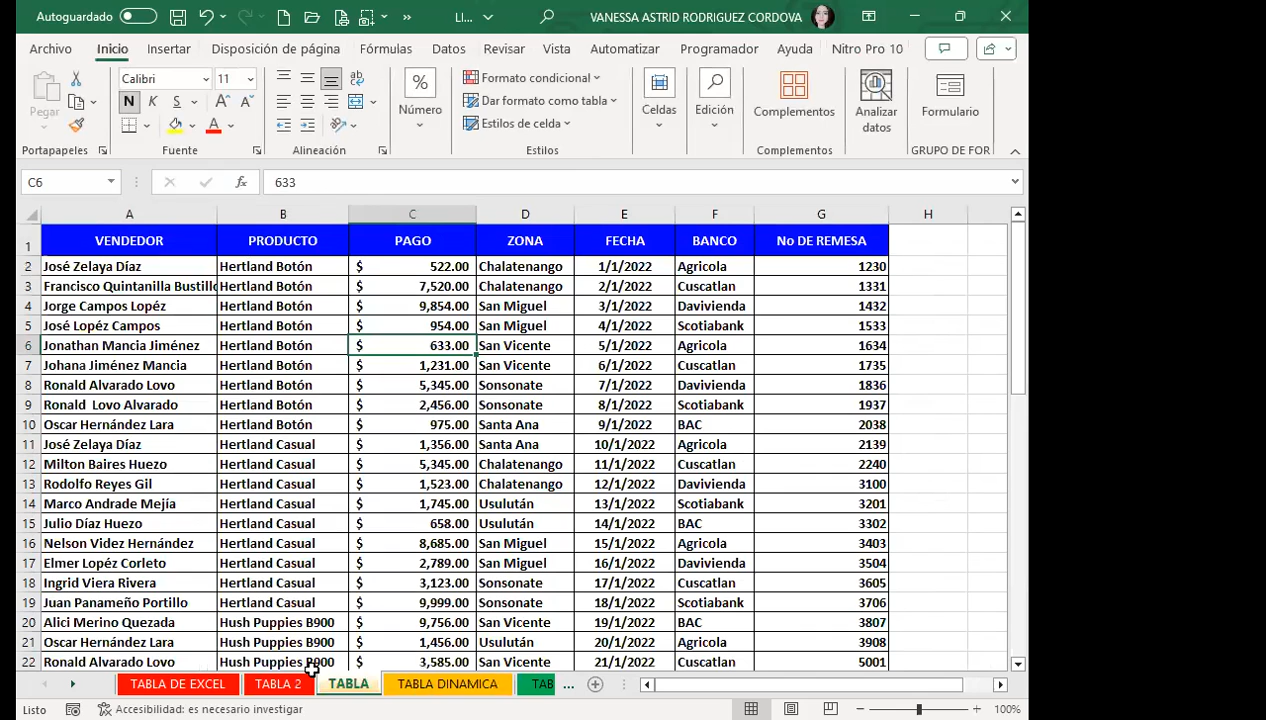 Autoguardado LI... VANESSA ASTRID RODRIGUEZ CORDOVA
Archivo Inicio Insertar Disposición de página Fórmulas Datos Revisar Vista Automatizar Programador Ayuda Nitro Pro 10
Pegar Calibri 11 % Número Formato condicional Celdas Edición Complementos Analizar datos Formulario
N K S Dar formato como tabla
A Estilos de celda
Portapapeles Fuente Alineación Estilos Complementos GRUPO DE FOR
C6 fx 633
A B C D E F G H
1 VENDEDOR PRODUCTO PAGO ZONA FECHA BANCO No DE REMESA
2 José Zelaya Díaz Hertland Botón $ 522.00 Chalatenango 1/1/2022 Agricola 1230
3 Francisco Quintanilla Bustillo Hertland Botón $ 7,520.00 Chalatenango 2/1/2022 Cuscatlan 1331
4 Jorge Campos Lopéz Hertland Botón $ 9,854.00 San Miguel 3/1/2022 Davivienda 1432
5 José Lopéz Campos Hertland Botón $ 954.00 San Miguel 4/1/2022 Scotiabank 1533
6 Jonathan Mancia Jiménez Hertland Botón $ 633.00 San Vicente 5/1/2022 Agricola 1634
7 Johana Jiménez Mancia Hertland Botón $ 1,231.00 San Vicente 6/1/2022 Cuscatlan 1735
8 Ronald Alvarado Lovo Hertland Botón $ 5,345.00 Sonsonate 7/1/2022 Davivienda 1836
9 Ronald Lovo Alvarado Hertland Botón $ 2,456.00 Sonsonate 8/1/2022 Scotiabank 1937
10 Oscar Hernández Lara Hertland Botón $ 975.00 Santa Ana 9/1/2022 BAC 2038
11 José Zelaya Díaz Hertland Casual $ 1,356.00 Santa Ana 10/1/2022 Agricola 2139
12 Milton Baires Huezo Hertland Casual $ 5,345.00 Chalatenango 11/1/2022 Cuscatlan 2240
13 Rodolfo Reyes Gil Hertland Casual $ 1,523.00 Chalatenango 12/1/2022 Davivienda 3100
14 Marco Andrade Mejía Hertland Casual $ 1,745.00 Usulután 13/1/2022 Scotiabank 3201
15 Julio Díaz Huezo Hertland Casual $ 658.00 Usulután 14/1/2022 BAC 3302
16 Nelson Videz Hernández Hertland Casual $ 8,685.00 San Miguel 15/1/2022 Agricola 3403
17 Elmer Lopéz Corleto Hertland Casual $ 2,789.00 San Miguel 16/1/2022 Davivienda 3504
18 Ingrid Viera Rivera Hertland Casual $ 3,123.00 Sonsonate 17/1/2022 Cuscatlan 3605
19 Juan Panameño Portillo Hertland Casual $ 9,999.00 Sonsonate 18/1/2022 Scotiabank 3706
20 Alici Merino Quezada Hush Puppies B900 $ 9,756.00 San Vicente 19/1/2022 BAC 3807
21 Oscar Hernández Lara Hush Puppies B900 $ 1,456.00 Usulután 20/1/2022 Agricola 3908
22 Ronald Alvarado Lovo Hush Puppies B900 $ 3,585.00 San Vicente 21/1/2022 Cuscatlan 5001
TABLA DE EXCEL TABLA 2 TABLA TABLA DINAMICA TAB ...
Listo Accesibilidad: es necesario investigar 100%